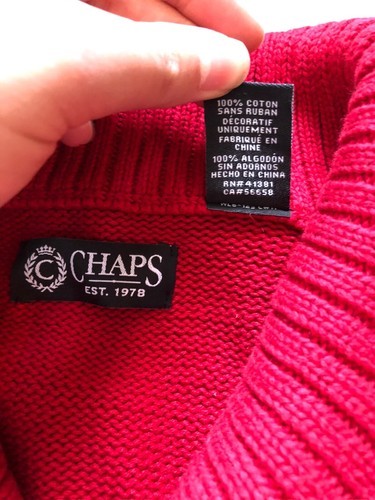 100% COTON
SANS RUBAN
DÉCORATIF
UNIQUEMENT
FABRIQUÉ EN
CHINE
100% ALGODÓN
SIN ADORNOS
HECHO EN CHINA
RN#41381
CA#56658
C CHAPS
EST. 1978